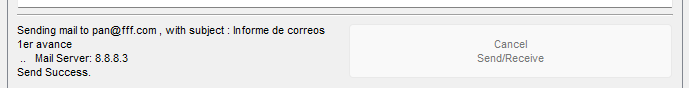 Sending mail to pan@fff.com , with subject : Informe de correos
1er avance
.. Mail Server: 8.8.8.3
Send Success.
Cancel
Send/Receive